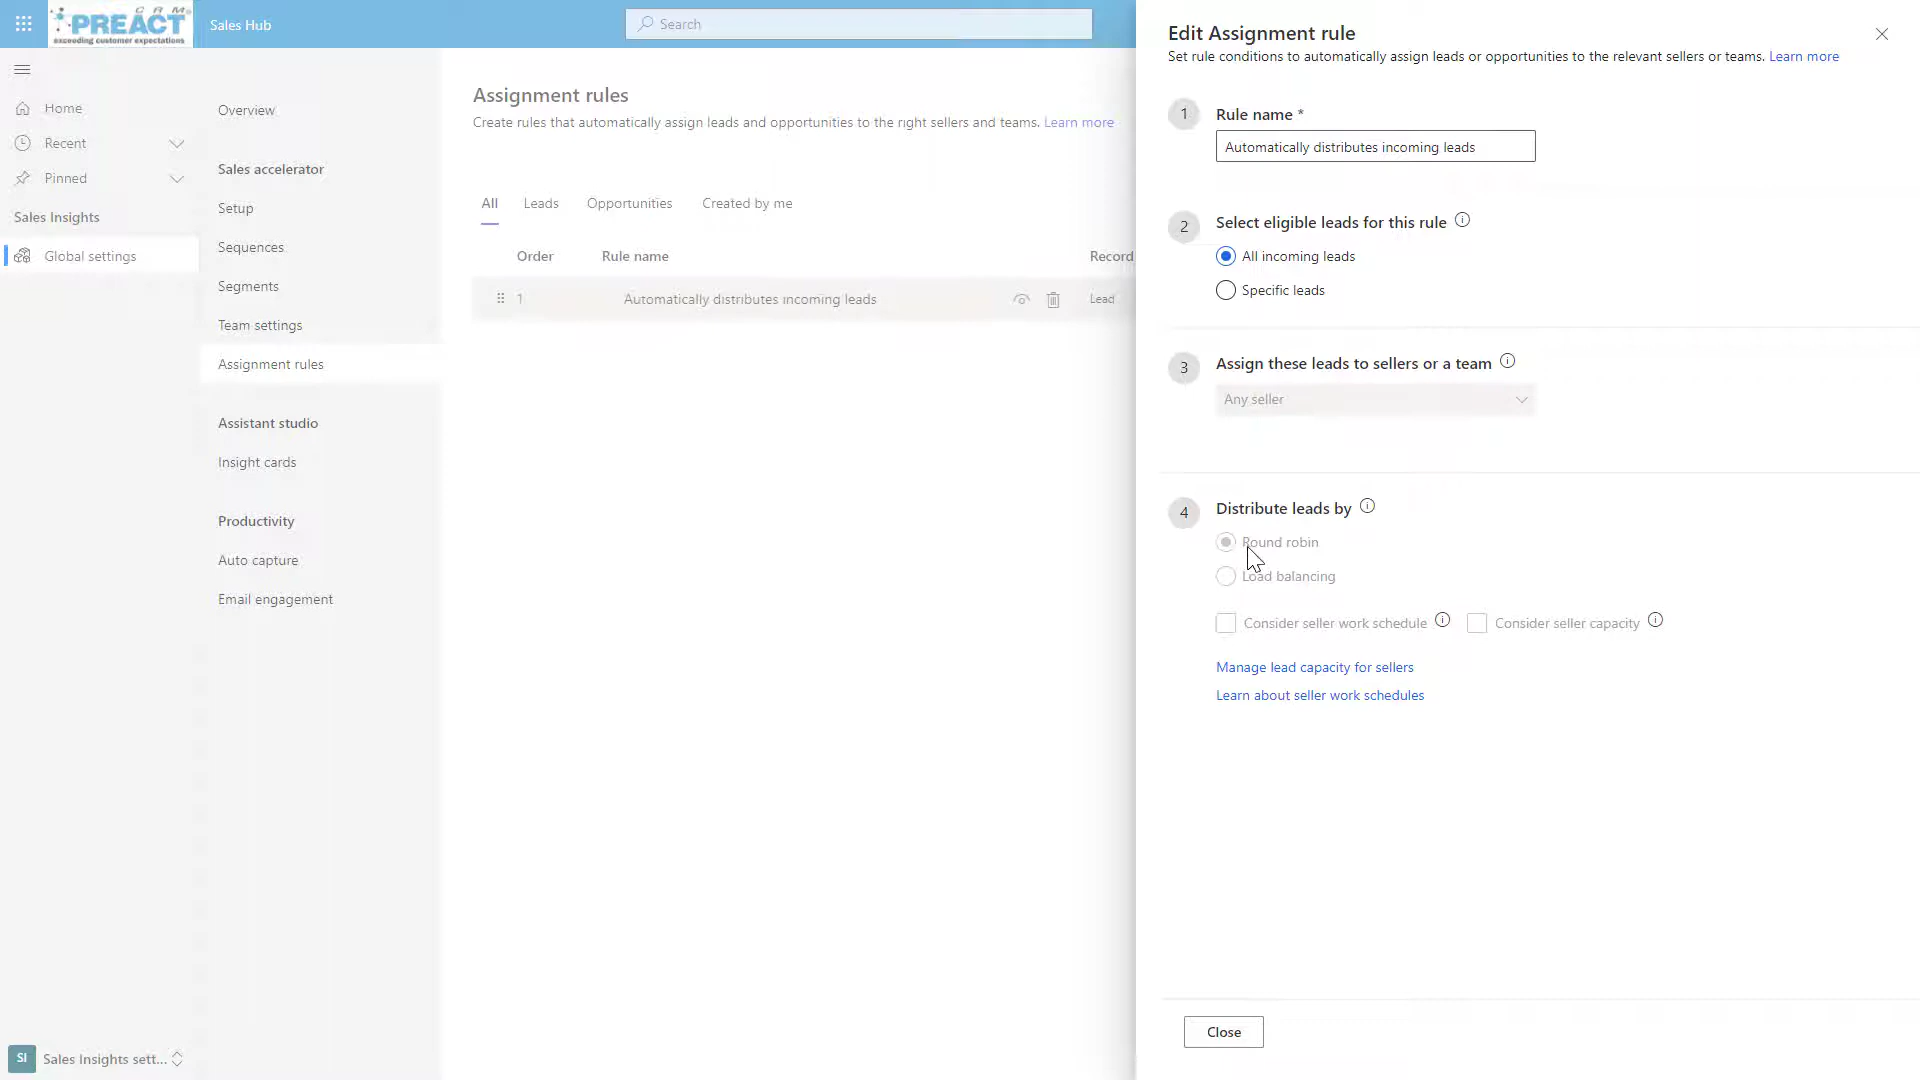 CRM
PREACT
exceeding customer expectations
Sales Hub
Search
Home
Recent
Pinned
Sales Insights
Global settings
SI
Sales Insights sett...
Overview
Sales accelerator
Setup
Sequences
Segments
Team settings
Assignment rules
Assistant studio
Insight cards
Productivity
Auto capture
Email engagement
Assignment rules
Create rules that automatically assign leads and opportunities to the right sellers and teams. Learn more
All Leads Opportunities Created by me
Order Rule name Record
1 Automatically distributes incoming leads Lead
Edit Assignment rule
Set rule conditions to automatically assign leads or opportunities to the relevant sellers or teams. Learn more
1 Rule name *
Automatically distributes incoming leads
2 Select eligible leads for this rule
All incoming leads
Specific leads
3 Assign these leads to sellers or a team
Any seller
4 Distribute leads by
Round robin
Load balancing
Consider seller work schedule Consider seller capacity
Manage lead capacity for sellers
Learn about seller work schedules
Close